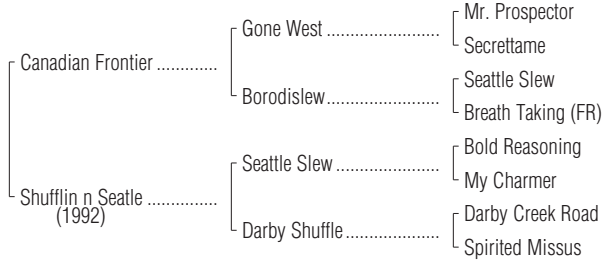 Mr. Prospector
Gone West ........................
Secrettame
Canadian Frontier .............
Seattle Slew
Borodislew........................
Breath Taking (FR)
Bold Reasoning
Seattle Slew ......................
My Charmer
Shufflin n Seatle ...............
(1992)
Darby Creek Road
Darby Shuffle....................
Spirited Missus